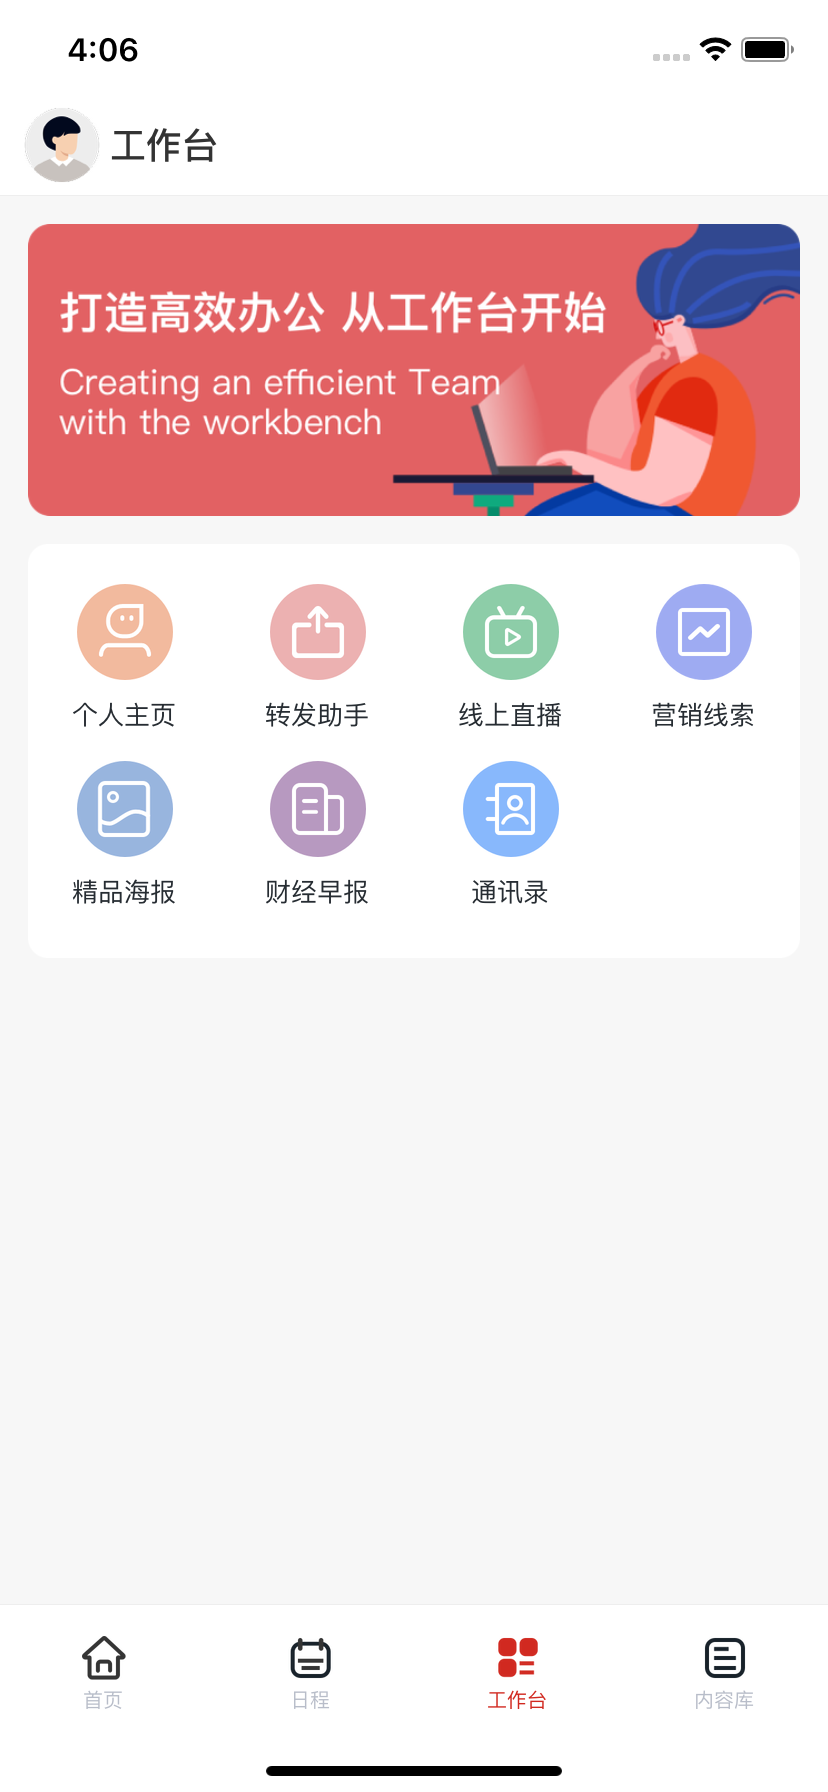 4:06
工作台
打造高效办公 从工作台开始
Creating an efficient Team
with the workbench
个人主页
转发助手
线上直播
营销线索
精品海报
财经早报
通讯录
首页
日程
工作台
内容库